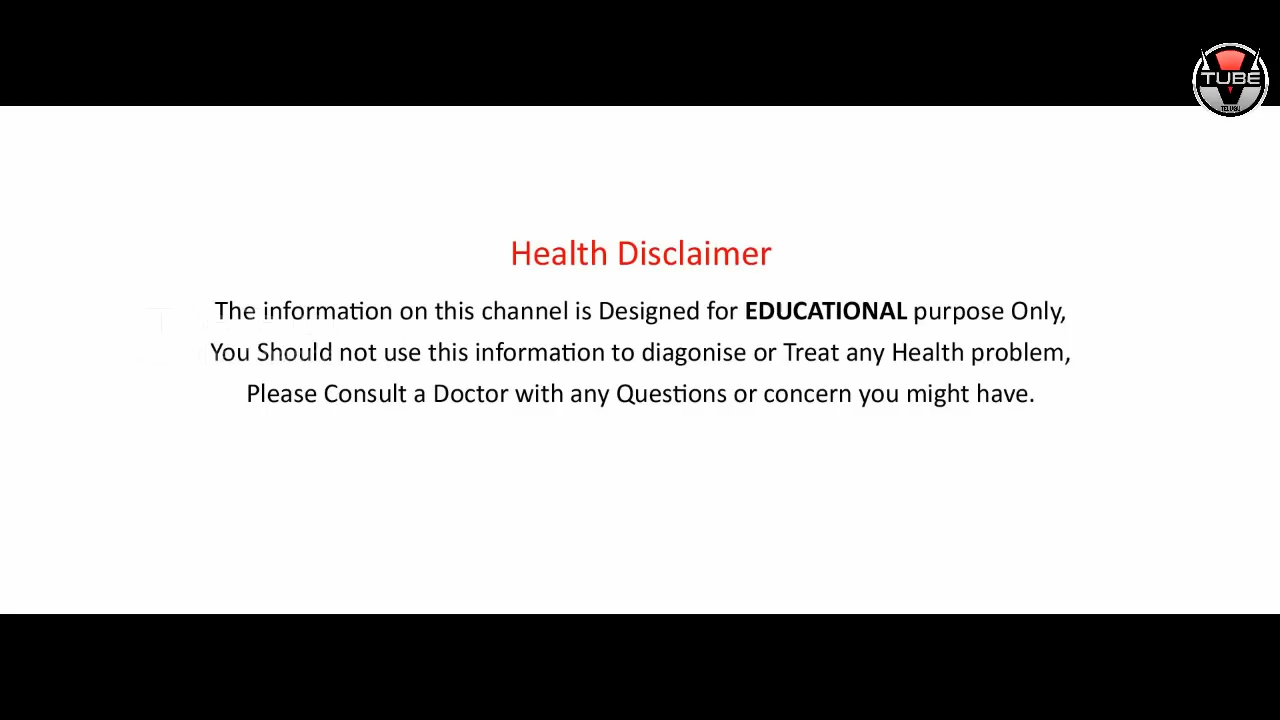 TUBE
TELUGU
Health Disclaimer
The information on this channel is Designed for EDUCATIONAL purpose Only,
You Should not use this information to diagonise or Treat any Health problem,
Please Consult a Doctor with any Questions or concern you might have.